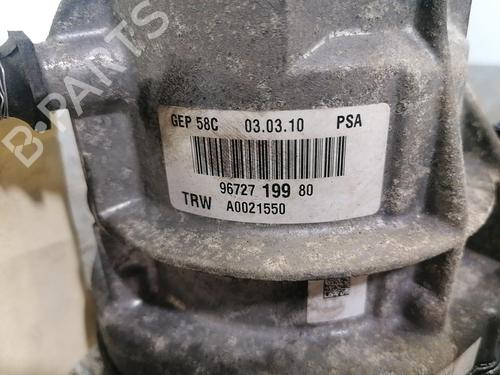 B PARTS
GEP 58C 03.03.10 PSA
96727 199 80
TRW A0021550